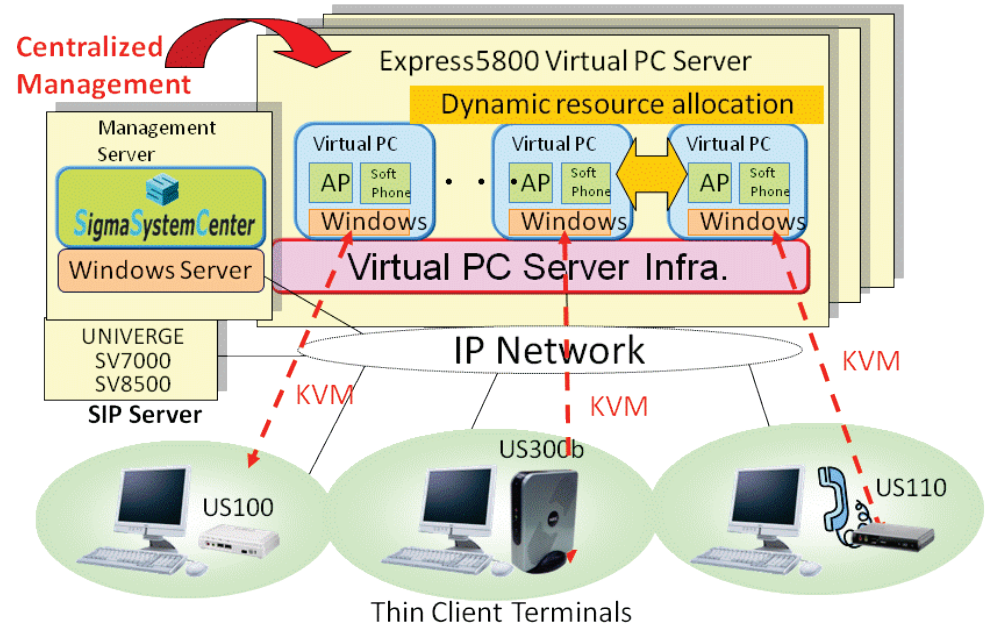 Centralized
Management
Express5800 Virtual PC Server
Dynamic resource allocation
Management
Server
SigmaSystemCenter
Windows Server
Virtual PC
AP
Soft
Phone
Windows
Virtual PC
AP
Soft
Phone
Windows
Virtual PC
AP
Soft
Phone
Windows
Virtual PC Server Infra.
UNIVERGE
SV7000
SV8500
SIP Server
IP Network
KVM
KVM
KVM
US100
US300b
US110
Thin Client Terminals